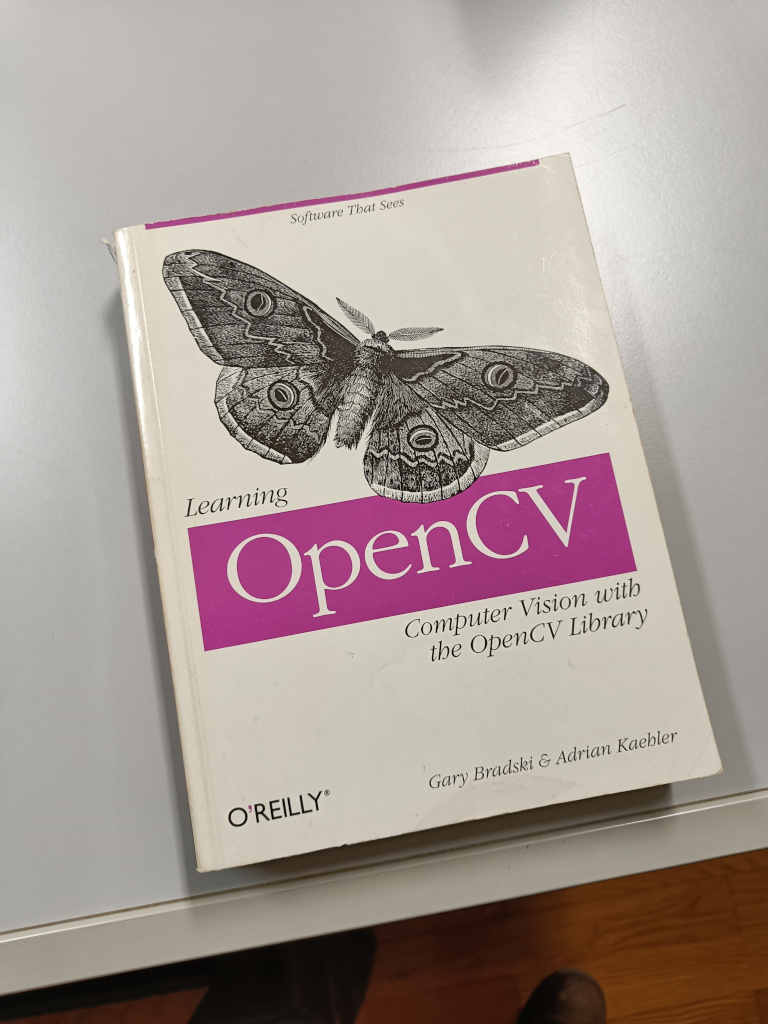 Software That Sees
Learning
OpenCV
Computer Vision with
the OpenCV Library
Gary Bradski & Adrian Kaehler
O'REILLY®